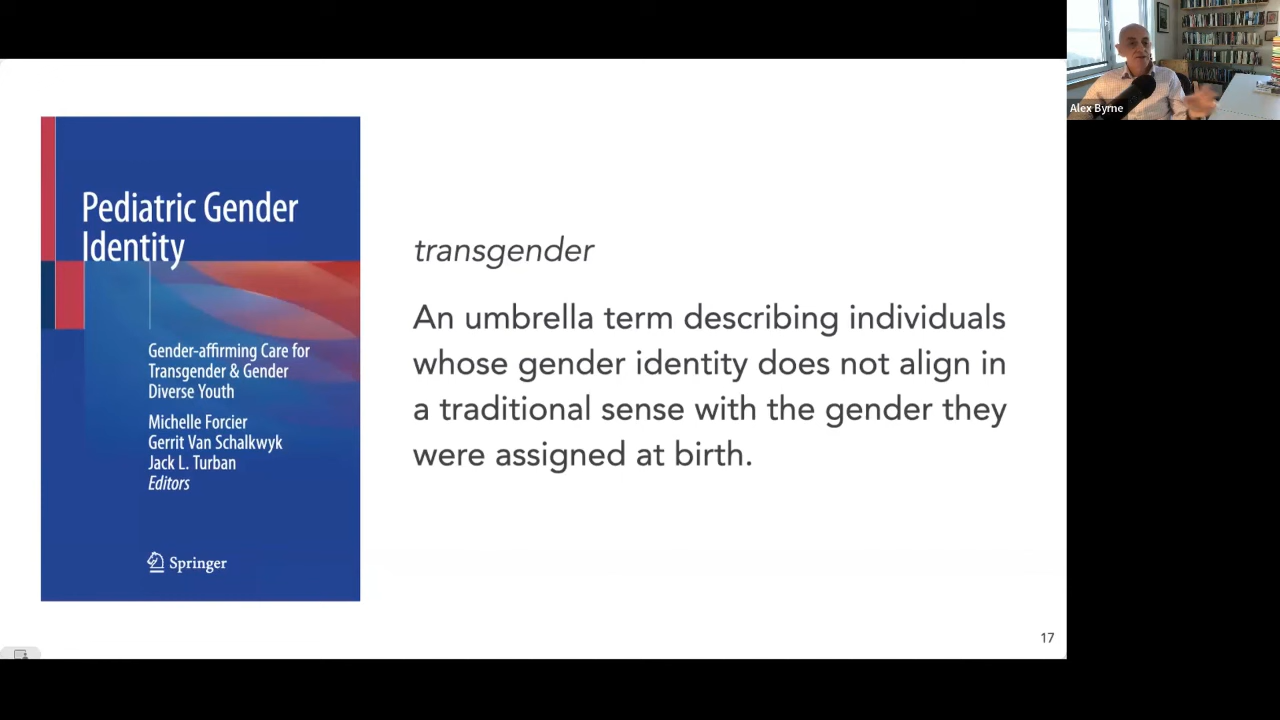 Alex Byrne
Pediatric Gender
Identity
Gender-affirming Care for
Transgender & Gender
Diverse Youth
Michelle Forcier
Gerrit Van Schalkwyk
Jack L. Turban
Editors
Springer
transgender
An umbrella term describing individuals
whose gender identity does not align in
a traditional sense with the gender they
were assigned at birth.
17